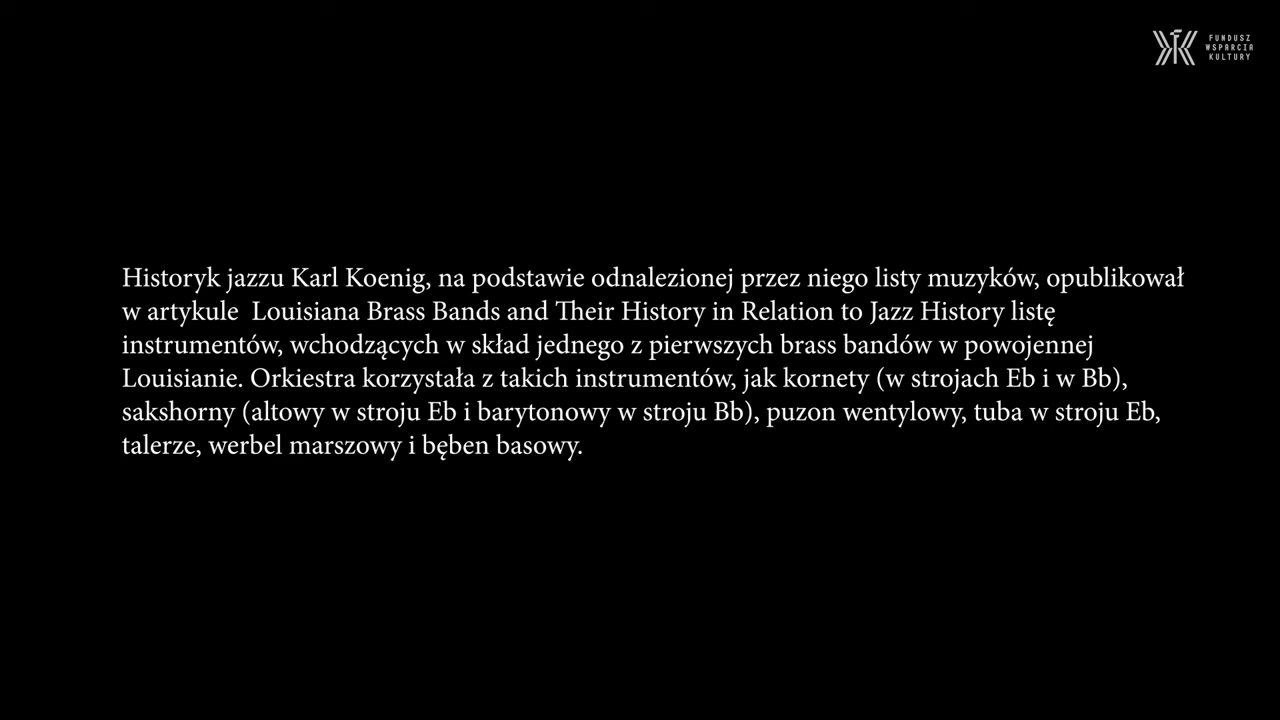 FUNDUSZ
WSPARCIA
KULTURY
Historyk jazzu Karl Koenig, na podstawie odnalezionej przez niego listy muzyków, opublikował
w artykule  Louisiana Brass Bands and Their History in Relation to Jazz History listę
instrumentów, wchodzących w skład jednego z pierwszych brass bandów w powojennej
Louisianie. Orkiestra korzystała z takich instrumentów, jak kornety (w strojach Eb i w Bb),
sakshorny (altowy w stroju Eb i barytonowy w stroju Bb), puzon wentylowy, tuba w stroju Eb,
talerze, werbel marszowy i bęben basowy.